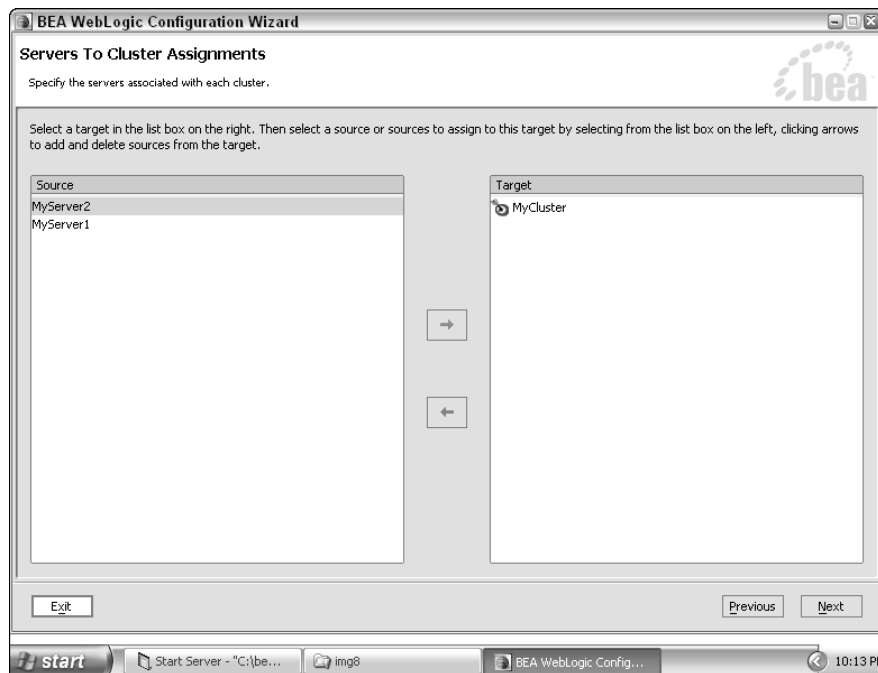 BEA WebLogic Configuration Wizard
Servers To Cluster Assignments
Specify the servers associated with each cluster.
bea
Select a target in the list box on the right. Then select a source or sources to assign to this target by selecting from the list box on the left, clicking arrows
to add and delete sources from the target.
Source
MyServer2
MyServer1
Target
MyCluster
Exit
Previous
Next
start
Start Server - "C:\be...
img8
BEA WebLogic Config...
10:13 P